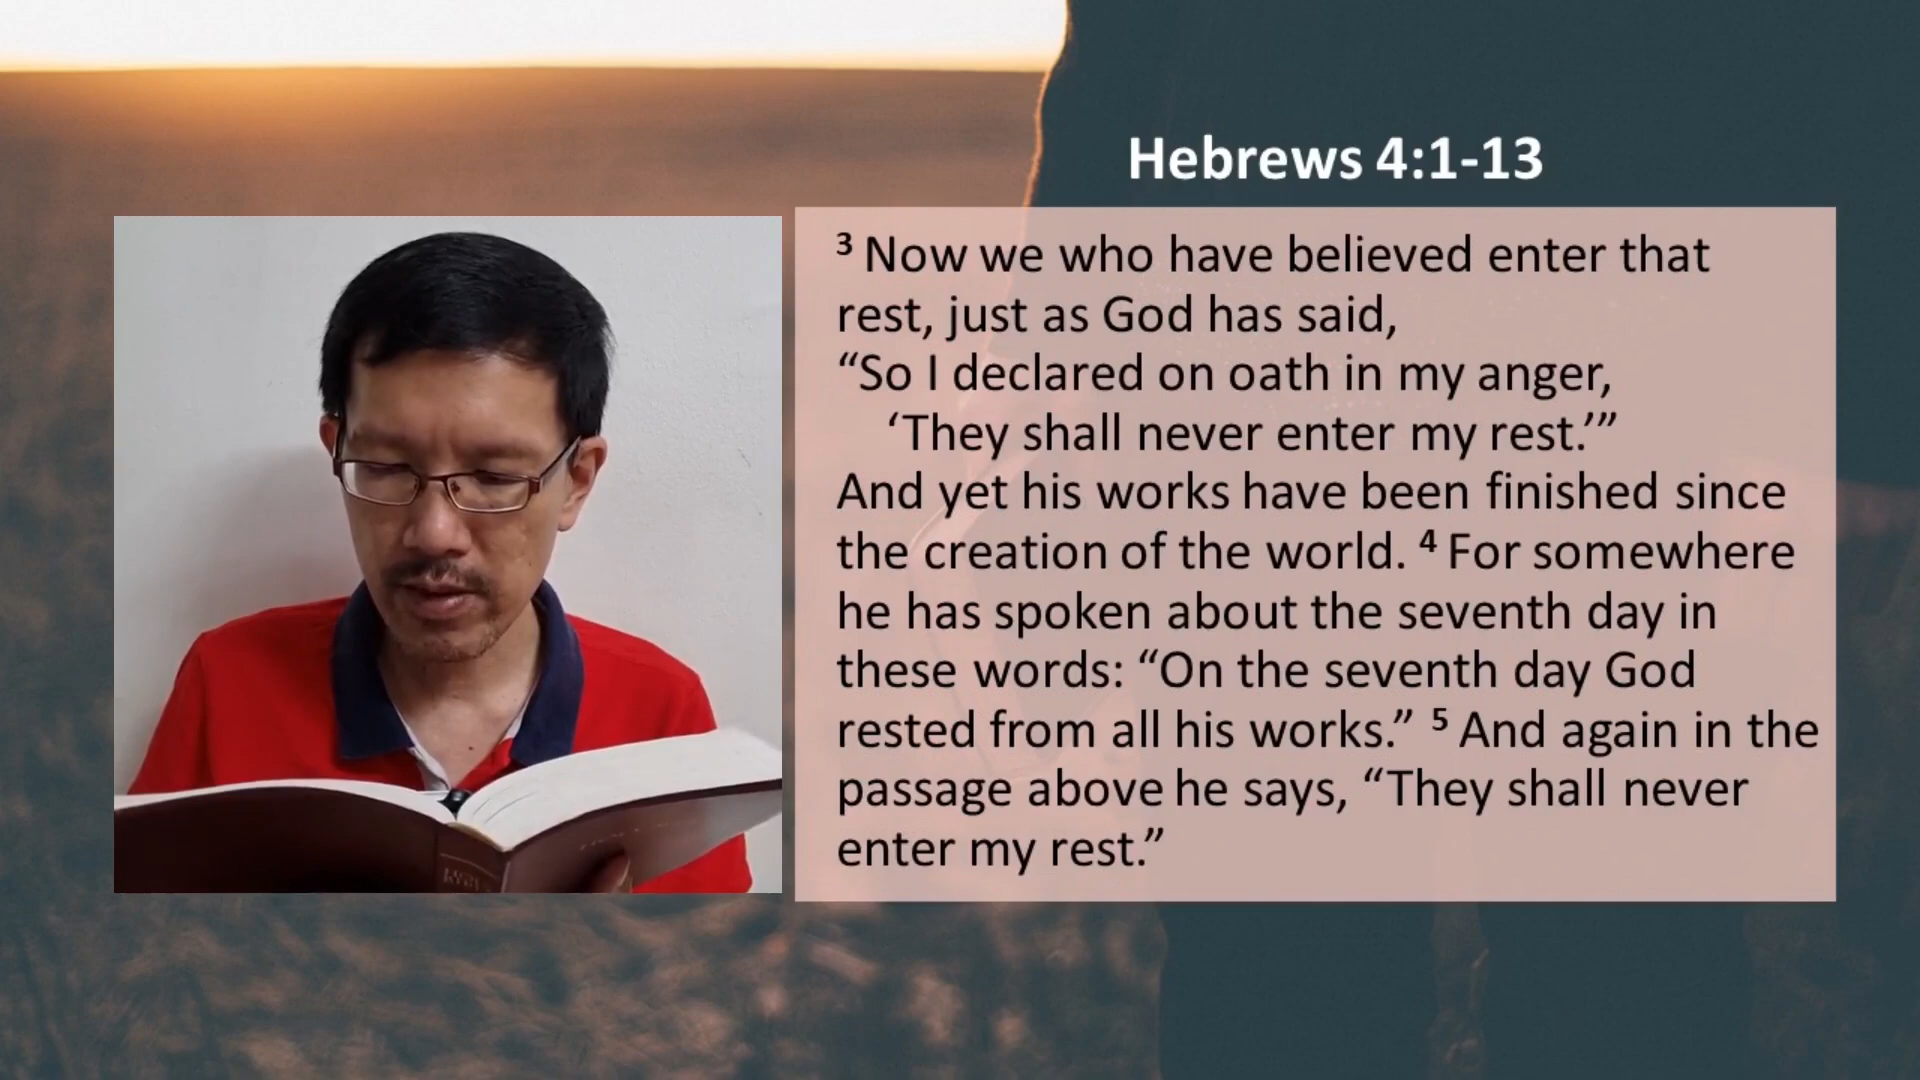 Hebrews 4:1-13
³ Now we who have believed enter that
rest, just as God has said,
“So I declared on oath in my anger,
‘They shall never enter my rest.’”
And yet his works have been finished since
the creation of the world. ⁴ For somewhere
he has spoken about the seventh day in
these words: “On the seventh day God
rested from all his works.” ⁵ And again in the
passage above he says, “They shall never
enter my rest.”